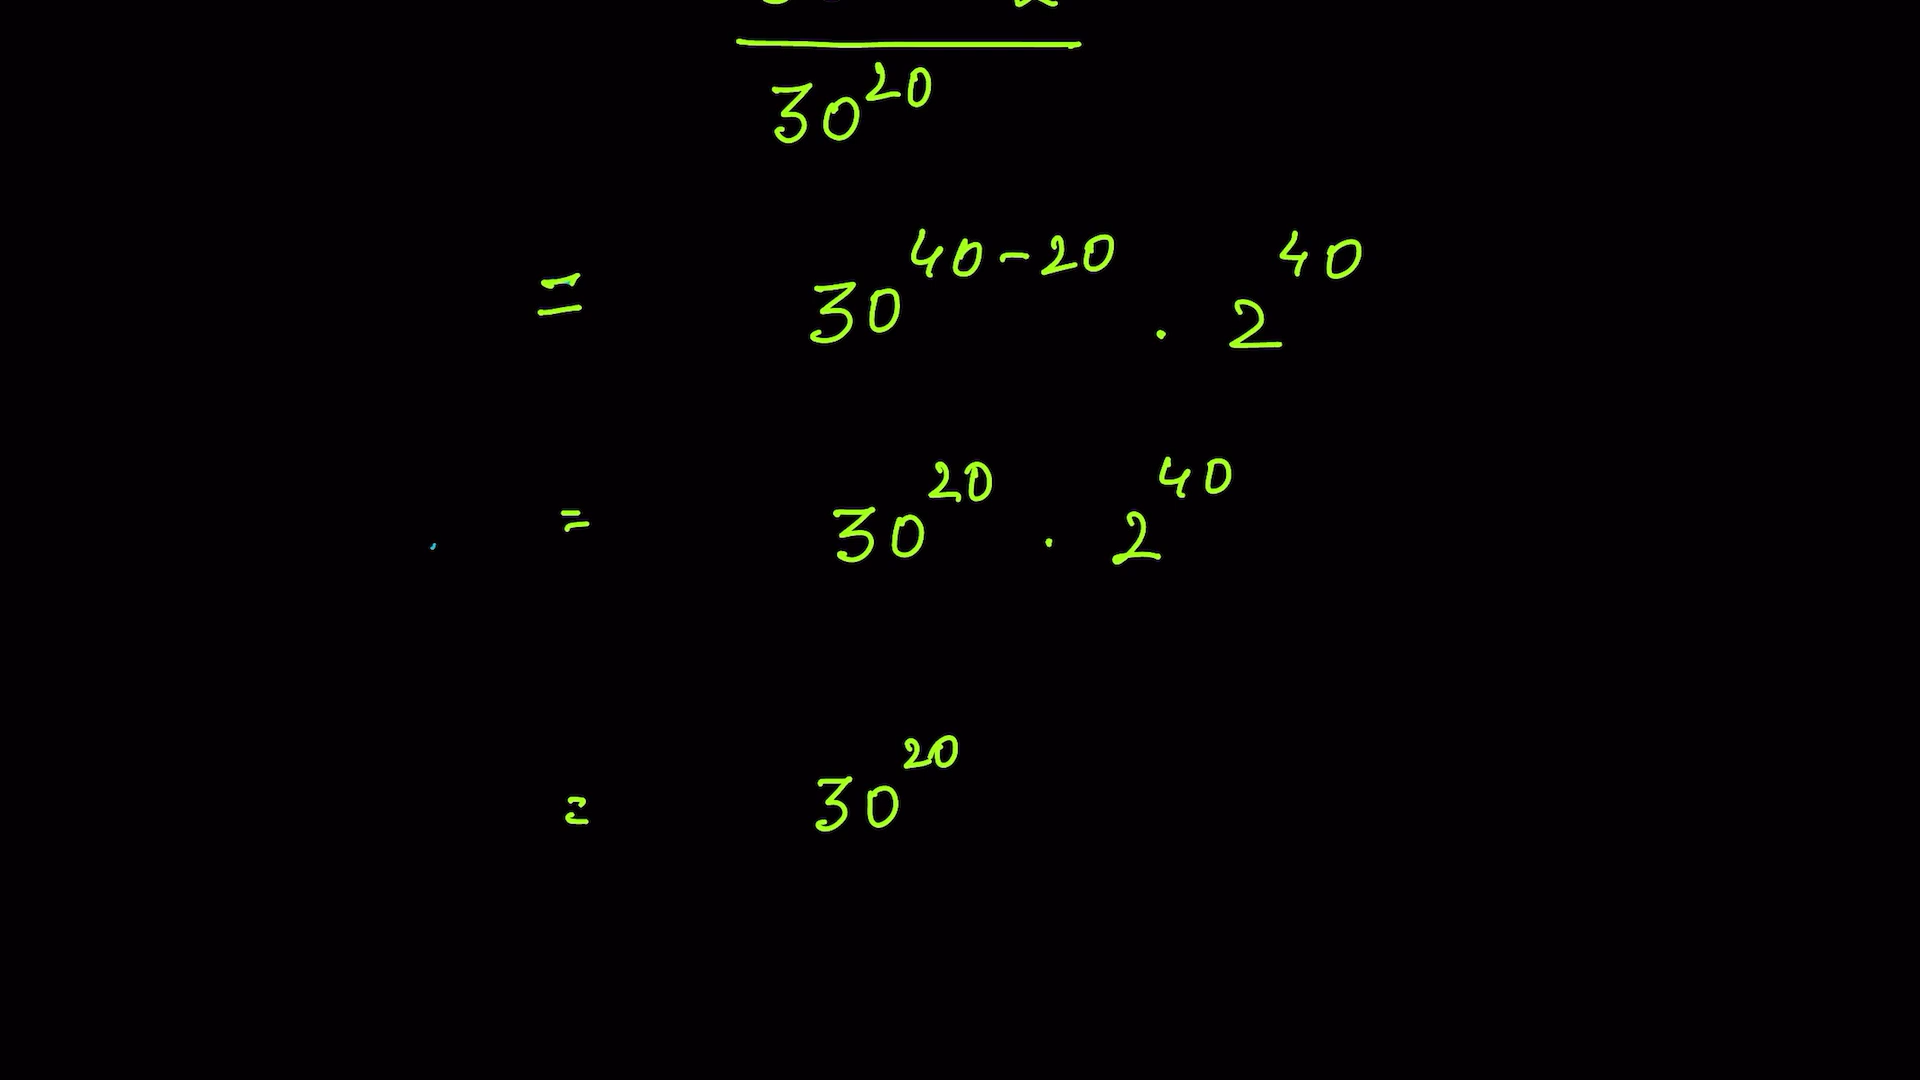 30^20
= 30^40-20 . 2^40
= 30^20 . 2^40
= 30^20